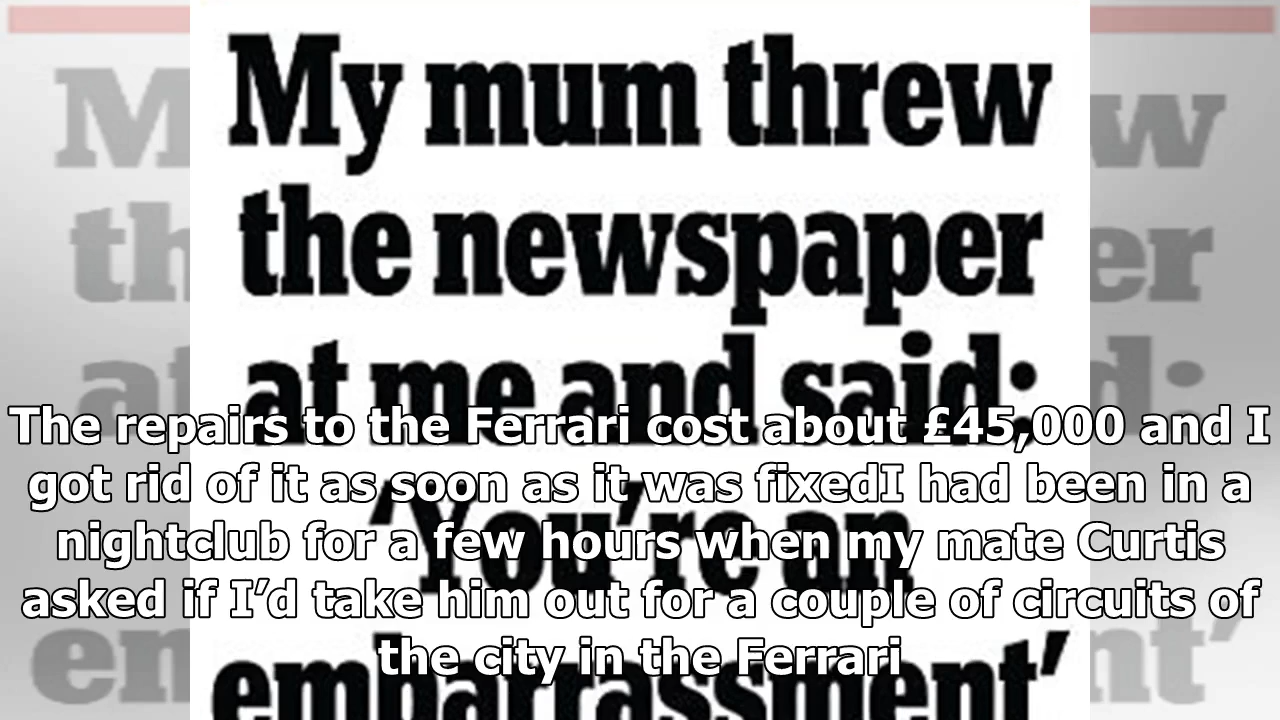 My mum threw
the newspaper
at me and said:
‘You’re an
embarrassment’
The repairs to the Ferrari cost about £45,000 and I
got rid of it as soon as it was fixedI had been in a
nightclub for a few hours when my mate Curtis
asked if I’d take him out for a couple of circuits of
the city in the Ferrari